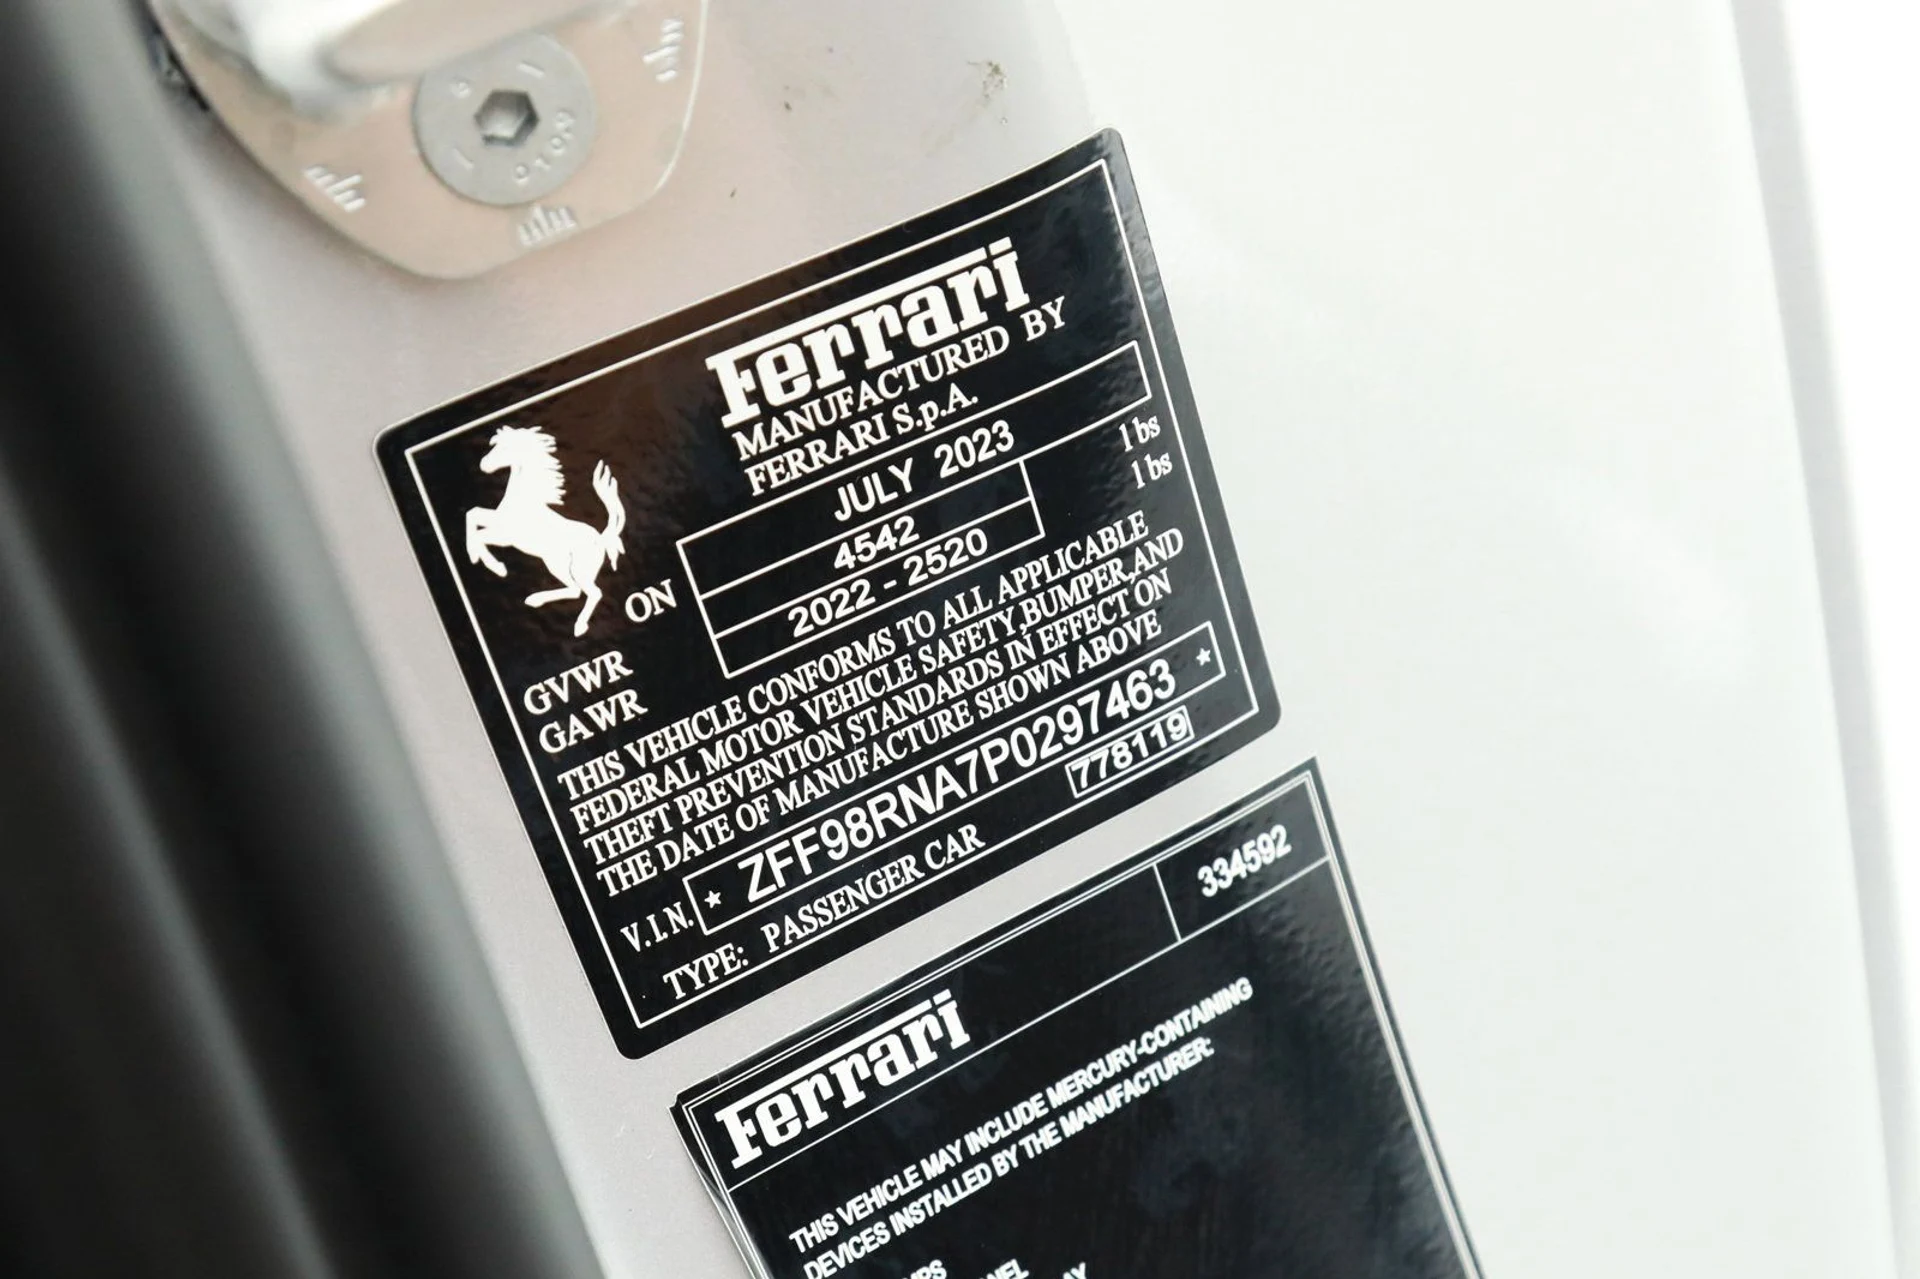 Ferrari
MANUFACTURED BY
FERRARI S.p.A.
ON JULY 2023
GVWR 4542 lbs
GAWR 2022 - 2520 lbs
THIS VEHICLE CONFORMS TO ALL APPLICABLE
FEDERAL MOTOR VEHICLE SAFETY,BUMPER,AND
THEFT PREVENTION STANDARDS IN EFFECT ON
THE DATE OF MANUFACTURE SHOWN ABOVE
V.I.N. ★ ZFF98RNA7P0297463 ★
TYPE: PASSENGER CAR 778119
334592
Ferrari
THIS VEHICLE MAY INCLUDE MERCURY-CONTAINING
DEVICES INSTALLED BY THE MANUFACTURER: